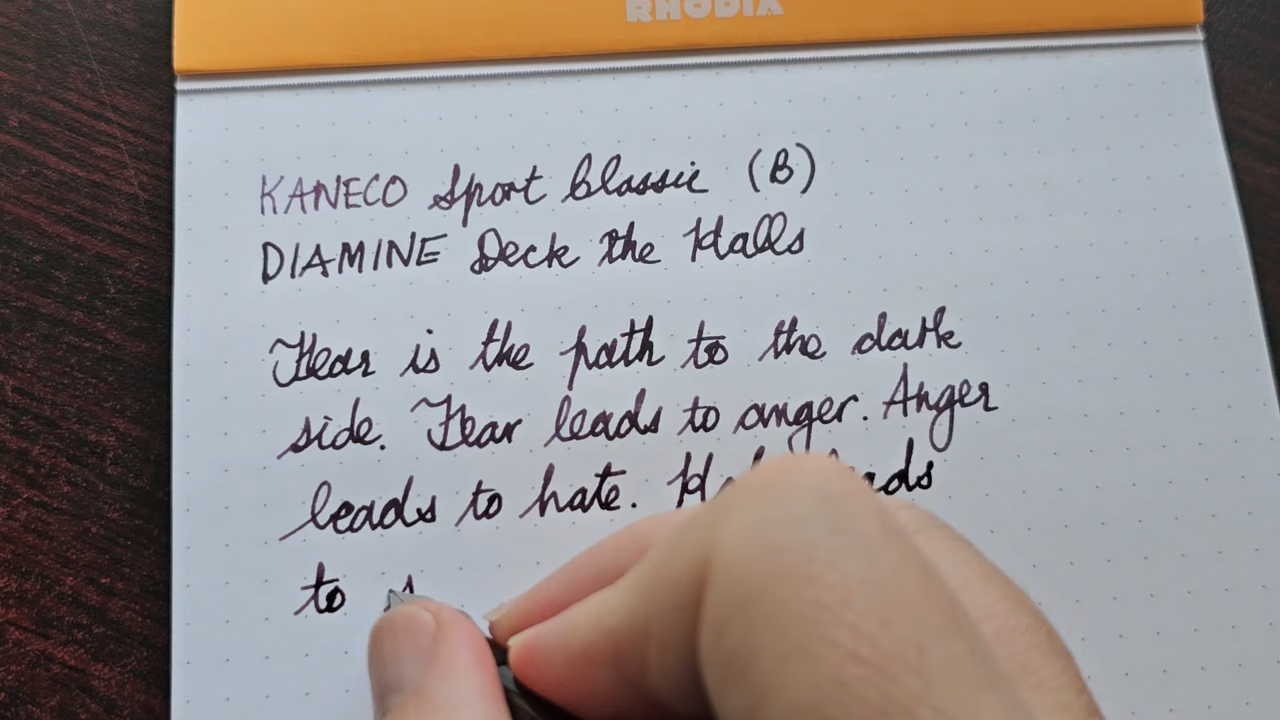 RHODIA
KANECO Sport Classic (B)
DIAMINE Deck the Halls
Fear is the path to the dark
side. Fear leads to anger. Anger
leads to hate.
to